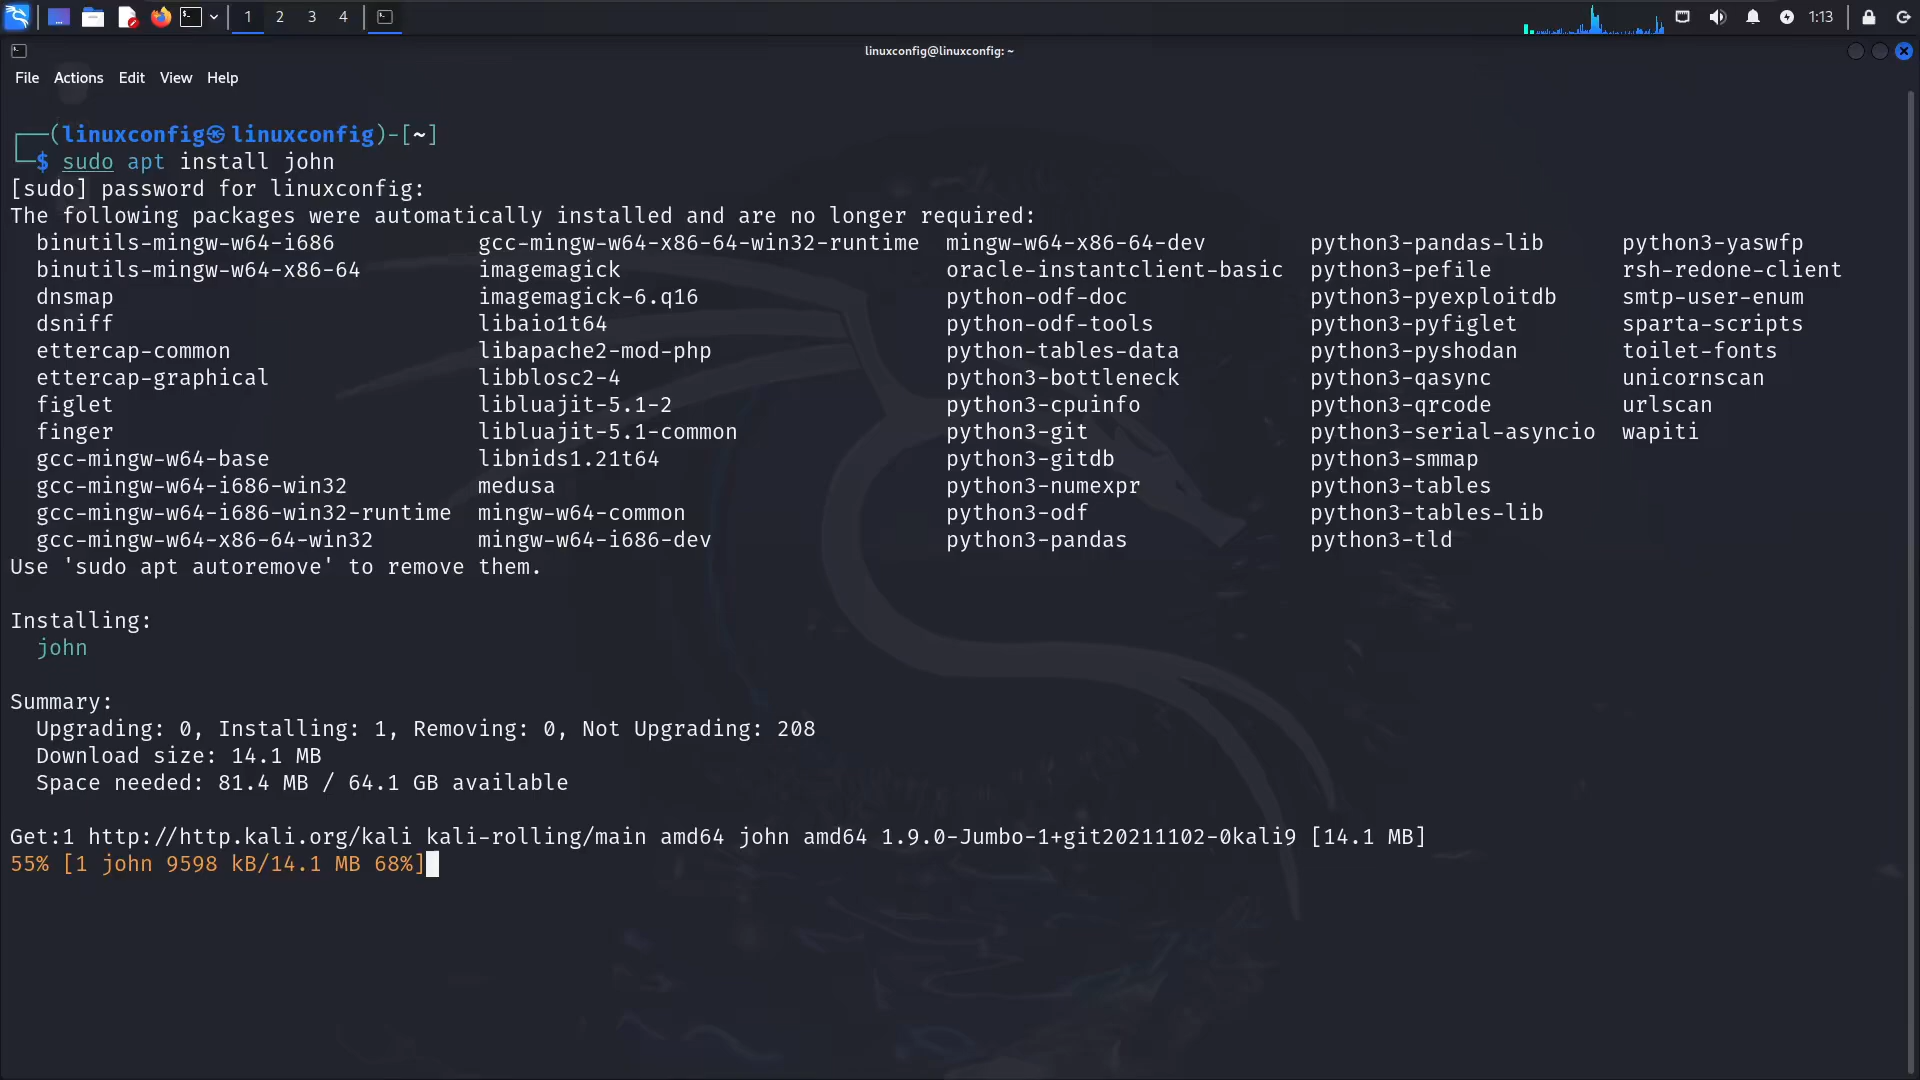 1 2 3 4 1:13
linuxconfig@linuxconfig: ~
File Actions Edit View Help
┌──(linuxconfig㉿linuxconfig)-[~]
└─$ sudo apt install john
[sudo] password for linuxconfig:
The following packages were automatically installed and are no longer required:
binutils-mingw-w64-i686 gcc-mingw-w64-x86-64-win32-runtime mingw-w64-x86-64-dev python3-pandas-lib python3-yaswfp
binutils-mingw-w64-x86-64 imagemagick oracle-instantclient-basic python3-pefile rsh-redone-client
dnsmap imagemagick-6.q16 python-odf-doc python3-pyexploitdb smtp-user-enum
dsniff libaio1t64 python-odf-tools python3-pyfiglet sparta-scripts
ettercap-common libapache2-mod-php python-tables-data python3-pyshodan toilet-fonts
ettercap-graphical libblosc2-4 python3-bottleneck python3-qasync unicornscan
figlet libluajit-5.1-2 python3-cpuinfo python3-qrcode urlscan
finger libluajit-5.1-common python3-git python3-serial-asyncio wapiti
gcc-mingw-w64-base libnids1.21t64 python3-gitdb python3-smmap
gcc-mingw-w64-i686-win32 medusa python3-numexpr python3-tables
gcc-mingw-w64-i686-win32-runtime mingw-w64-common python3-odf python3-tables-lib
gcc-mingw-w64-x86-64-win32 mingw-w64-i686-dev python3-pandas python3-tld
Use 'sudo apt autoremove' to remove them.
Installing:
john
Summary:
Upgrading: 0, Installing: 1, Removing: 0, Not Upgrading: 208
Download size: 14.1 MB
Space needed: 81.4 MB / 64.1 GB available
Get:1 http://http.kali.org/kali kali-rolling/main amd64 john amd64 1.9.0-Jumbo-1+git20211102-0kali9 [14.1 MB]
55% [1 john 9598 kB/14.1 MB 68%]